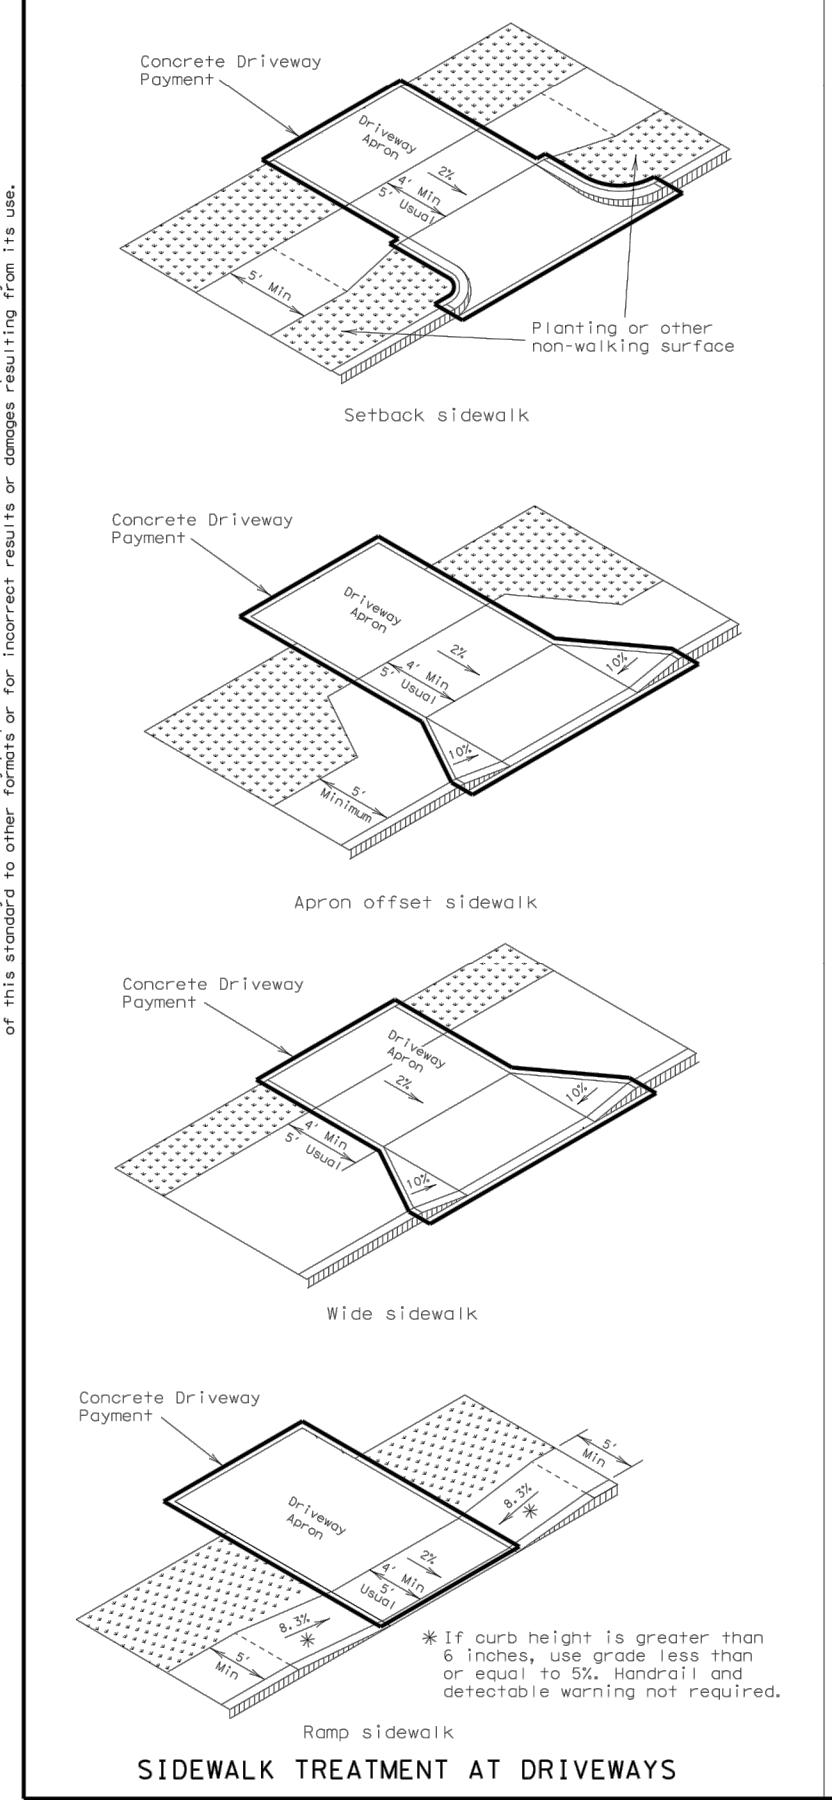 of this standard to other formats or for incorrect results or damages resulting from its use.
Concrete Driveway
Payment
Driveway
Apron
2%
4' Min
5' Usual
5' Min
Planting or other
non-walking surface
Setback sidewalk
Concrete Driveway
Payment
Driveway
Apron
2%
4' Min
5' Usual
10%
10%
5'
Minimum
Apron offset sidewalk
Concrete Driveway
Payment
Driveway
Apron
2%
10%
4' Min
5' Usual
10%
Wide sidewalk
Concrete Driveway
Payment
5'
Min
8.3%
*
Driveway
Apron
2%
4' Min
5'
Usual
8.3%
*
5'
Min
* If curb height is greater than
6 inches, use grade less than
or equal to 5%. Handrail and
detectable warning not required.
Ramp sidewalk
SIDEWALK TREATMENT AT DRIVEWAYS